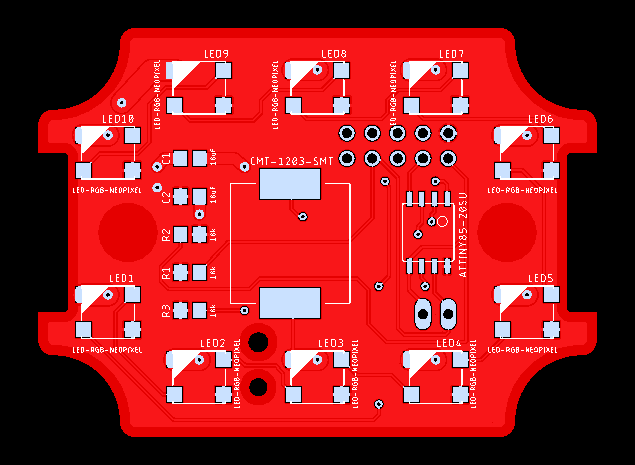 LED9
LED8
LED7
LED-RGB-NEOPIXEL
LED-RGB-NEOPIXEL
LED-RGB-NEOPIXEL
LED10
LED6
LED-RGB-NEOPIXEL
LED-RGB-NEOPIXEL
C1
10uF
CMT-1203-SMT
C2
10uF
R2
10k
R1
10k
R3
10k
ATTINY85-20SU
LED1
LED5
LED-RGB-NEOPIXEL
LED-RGB-NEOPIXEL
LED2
LED3
LED4
LED-RGB-NEOPIXEL
LED-RGB-NEOPIXEL
LED-RGB-NEOPIXEL